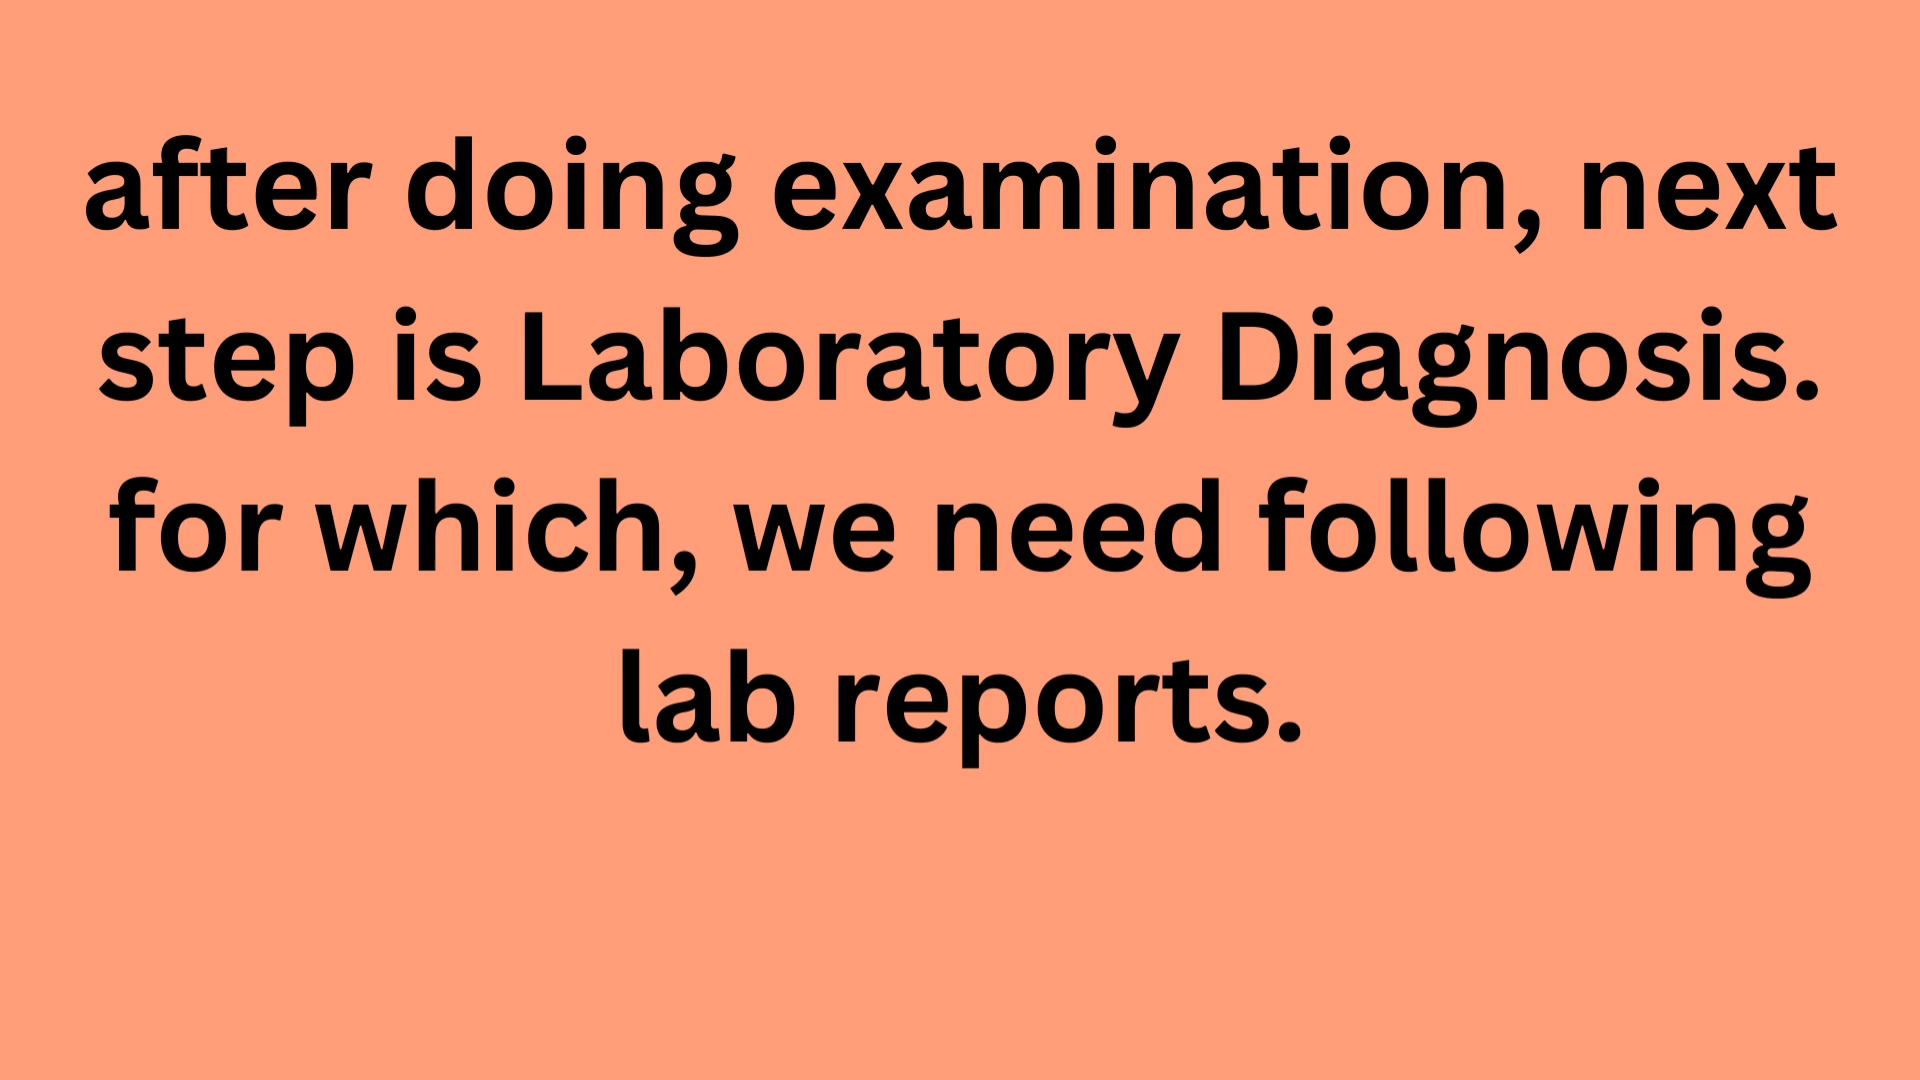 after doing examination, next
step is Laboratory Diagnosis.
for which, we need following
lab reports.